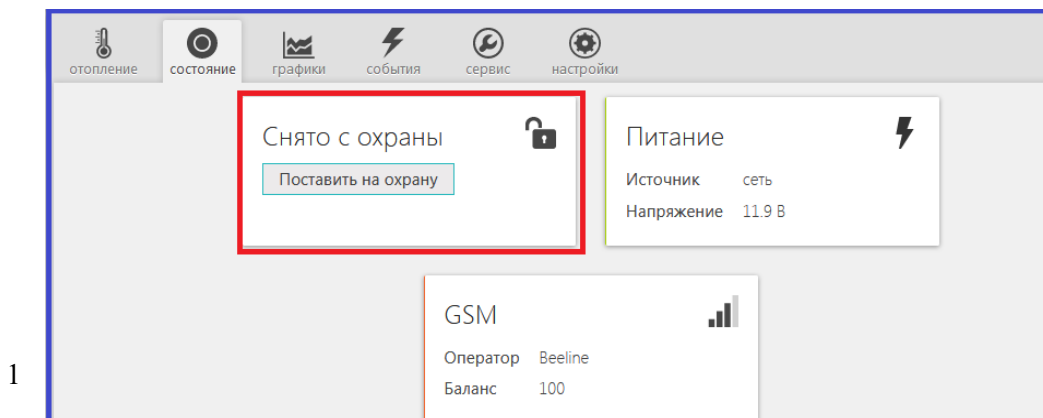 отопление состояние графики события сервис настройки
Снято с охраны
Поставить на охрану
Питание
Источник сеть
Напряжение 11.9 В
GSM
Оператор Beeline
Баланс 100
1